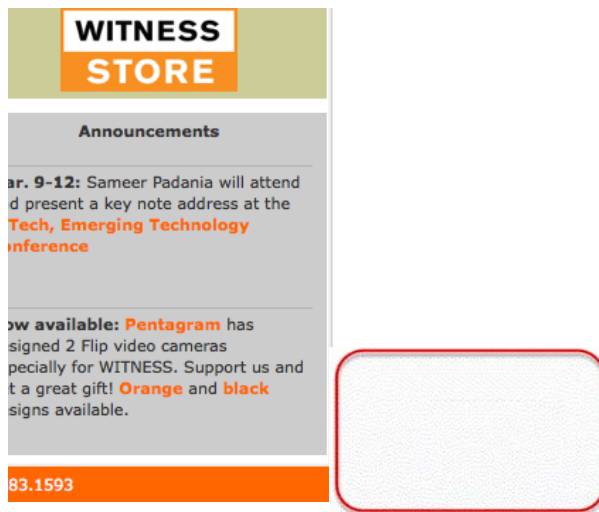 WITNESS
STORE
Announcements
ar. 9-12: Sameer Padania will attend
d present a key note address at the
Tech, Emerging Technology
onference
ow available: Pentagram has
signed 2 Flip video cameras
pecially for WITNESS. Support us and
t a great gift! Orange and black
signs available.
83.1593